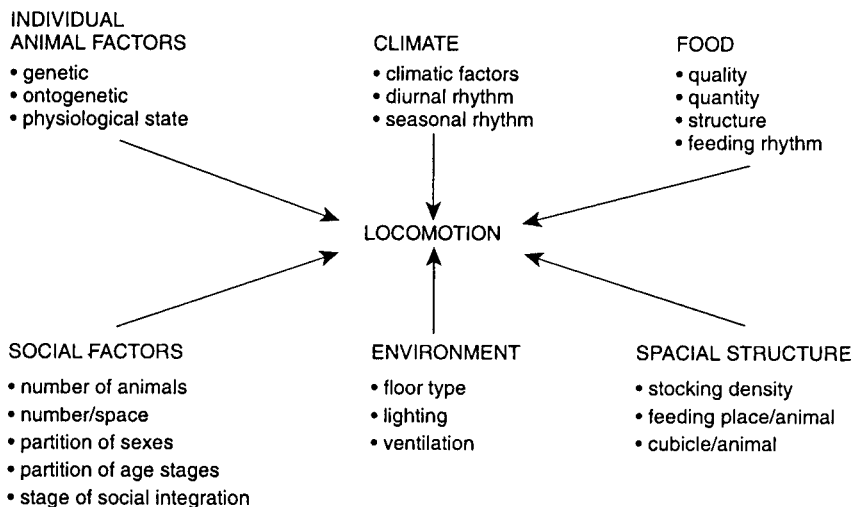 INDIVIDUAL
ANIMAL FACTORS
• genetic
• ontogenetic
• physiological state
CLIMATE
• climatic factors
• diurnal rhythm
• seasonal rhythm
FOOD
• quality
• quantity
• structure
• feeding rhythm
LOCOMOTION
SOCIAL FACTORS
• number of animals
• number/space
• partition of sexes
• partition of age stages
• stage of social integration
ENVIRONMENT
• floor type
• lighting
• ventilation
SPACIAL STRUCTURE
• stocking density
• feeding place/animal
• cubicle/animal